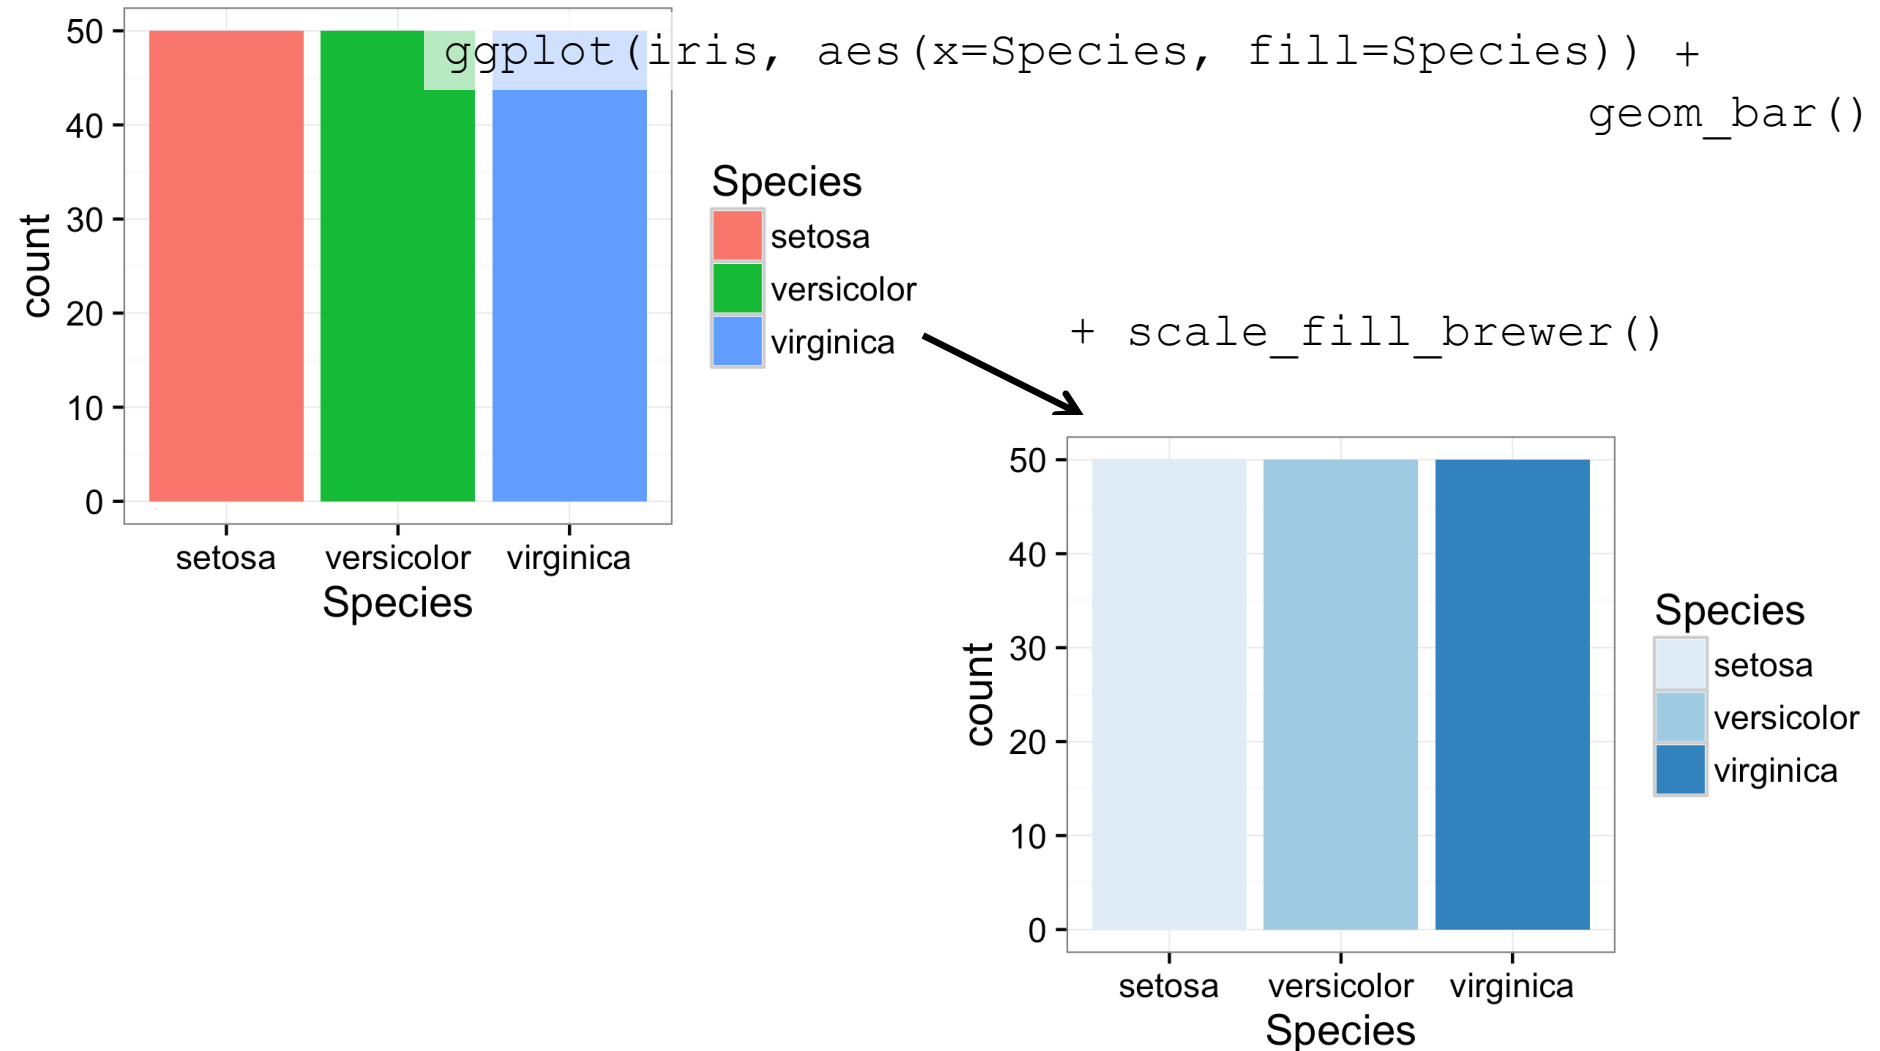 ggplot(iris, aes(x=Species, fill=Species)) +
geom_bar()
50
40
30
20
10
0
count
setosa versicolor virginica
Species
Species
setosa
versicolor
virginica
+ scale_fill_brewer()
50
40
30
20
10
0
count
setosa versicolor virginica
Species
Species
setosa
versicolor
virginica